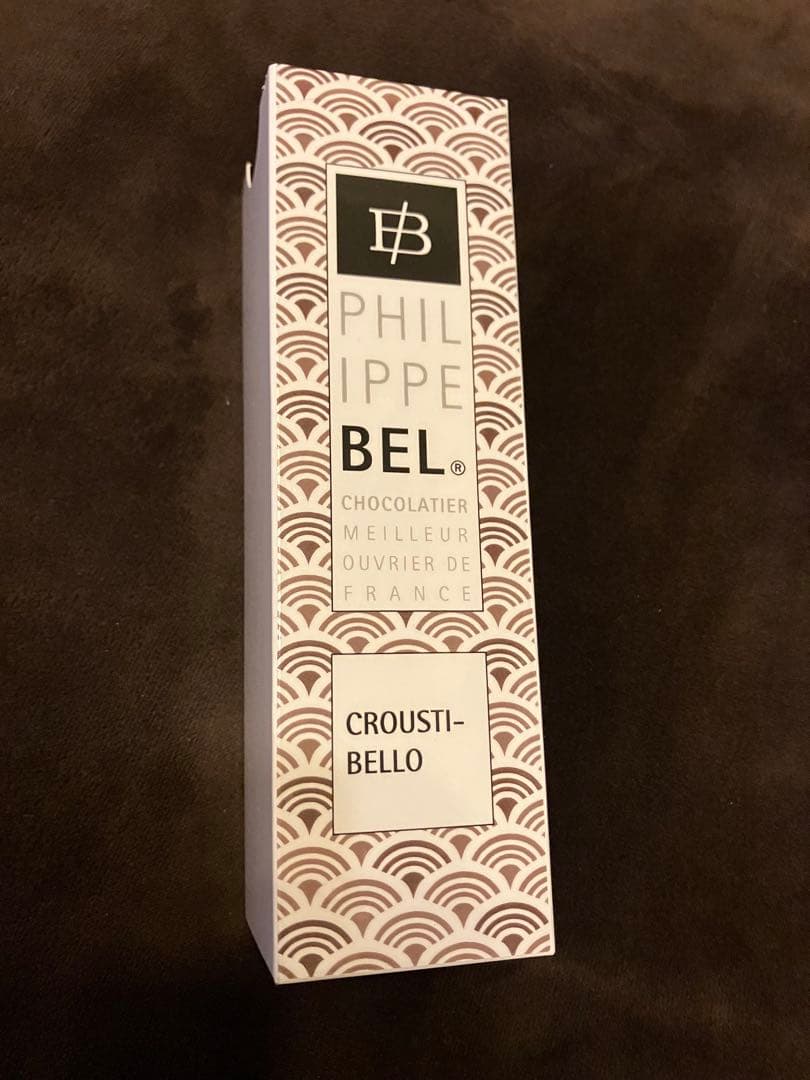 PHIL
IPPE
BEL®
CHOCOLATIER
MEILLEUR
OUVRIER DE
FRANCE
CROUSTI-
BELLO